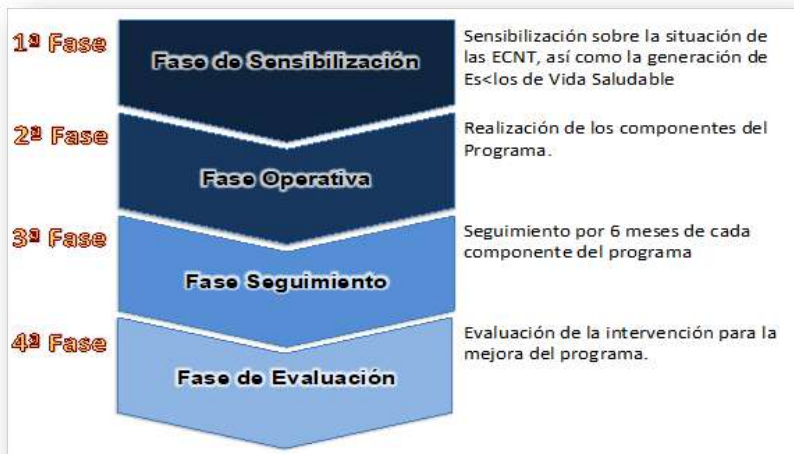 1ª Fase
Fase de Sensibilización
Sensibilización sobre la situación de
las ECNT, así como la generación de
Es<los de Vida Saludable
2ª Fase
Fase Operativa
Realización de los componentes del
Programa.
3ª Fase
Fase Seguimiento
Seguimiento por 6 meses de cada
componente del programa
4ª Fase
Fase de Evaluación
Evaluación de la intervención para la
mejora del programa.